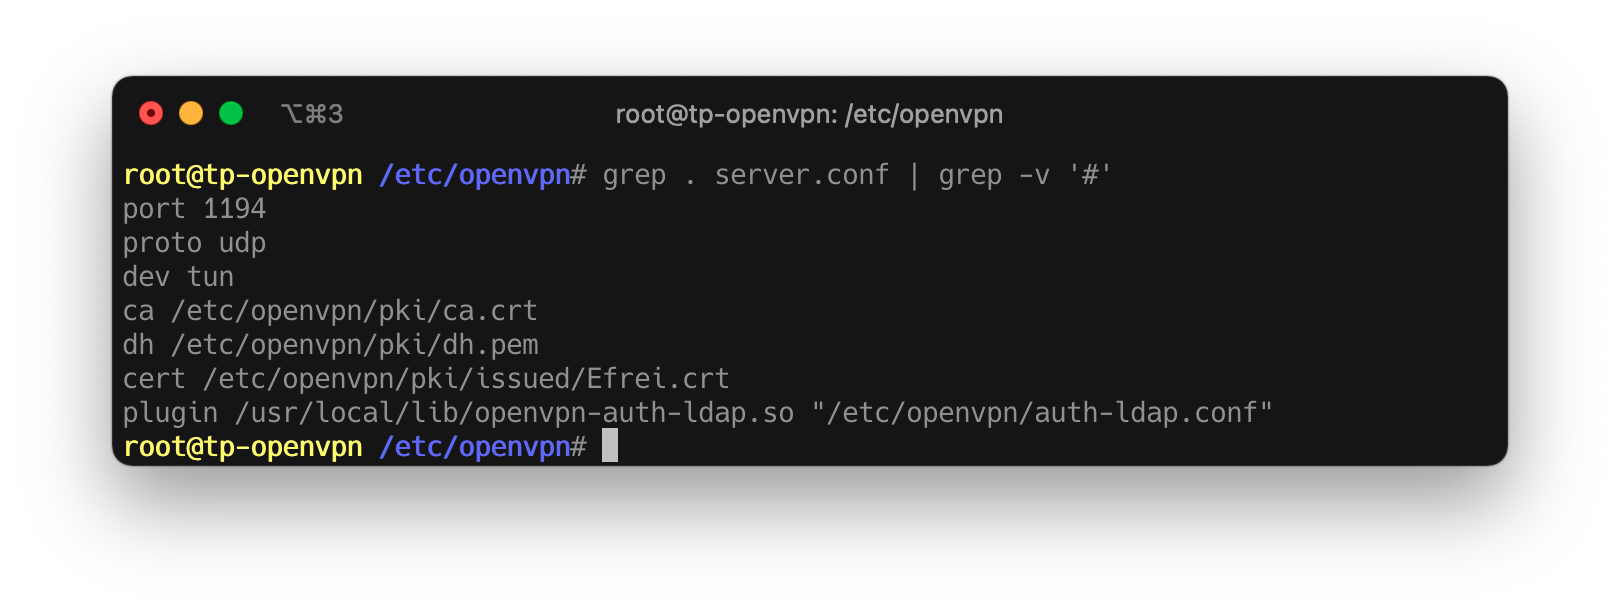 ⌥⌘3
root@tp-openvpn: /etc/openvpn
root@tp-openvpn /etc/openvpn# grep . server.conf | grep -v '#'
port 1194
proto udp
dev tun
ca /etc/openvpn/pki/ca.crt
dh /etc/openvpn/pki/dh.pem
cert /etc/openvpn/pki/issued/Efrei.crt
plugin /usr/local/lib/openvpn-auth-ldap.so "/etc/openvpn/auth-ldap.conf"
root@tp-openvpn /etc/openvpn#